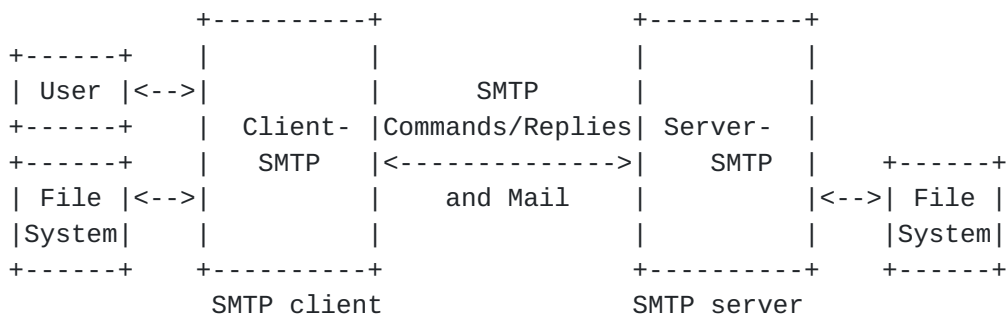 +----------+                +----------+
      +------+    |          |                |          |
      | User |<-->|          |      SMTP      |          |
      +------+    |  Client- |Commands/Replies| Server-  |
      +------+    |   SMTP   |<-------------->|    SMTP  |    +------+
      | File |<-->|          |    and Mail    |          |<-->| File |
      |System|    |          |                |          |    |System|
      +------+    +----------+                +----------+    +------+
                   SMTP client                SMTP server